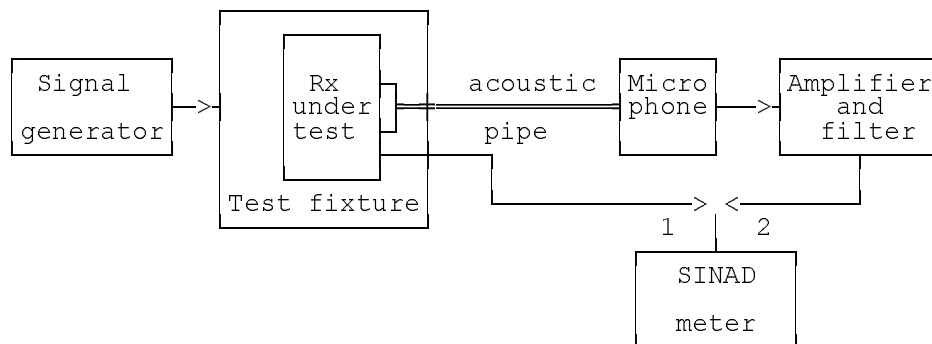 Signal
generator
Rx
under
test
Test fixture
acoustic
pipe
Micro
phone
Amplifier
and
filter
1
2
SINAD
meter